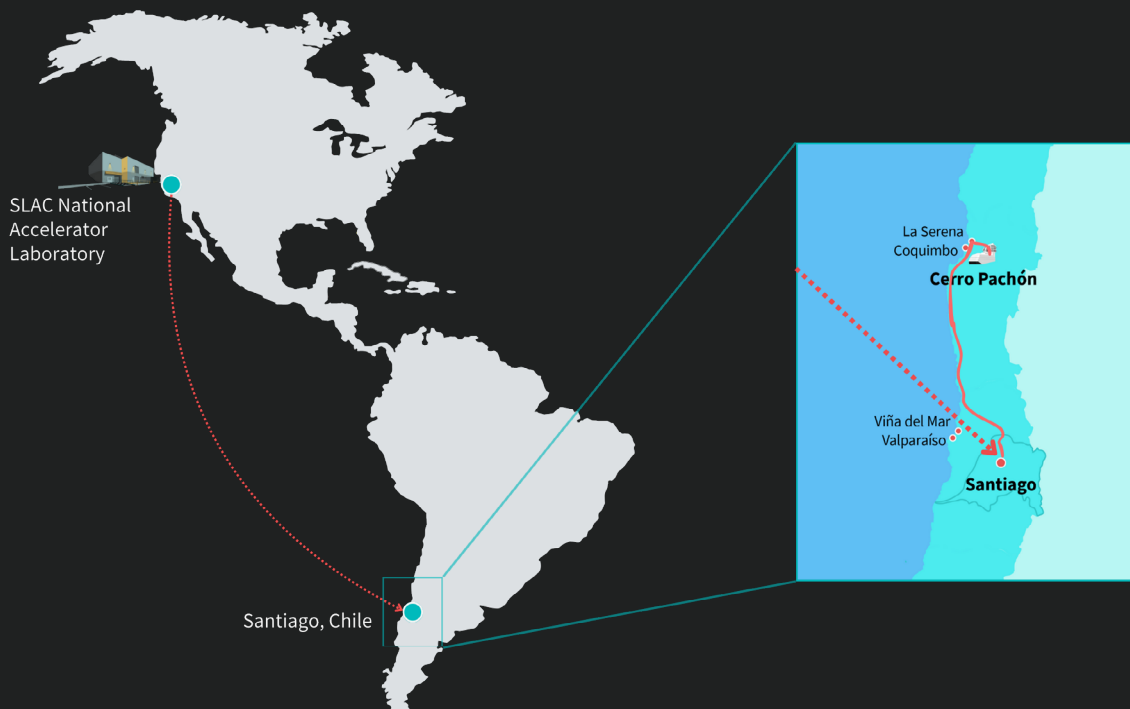 SLAC National
Accelerator
Laboratory
Santiago, Chile
La Serena
Coquimbo
Cerro Pachón
Viña del Mar
Valparaíso
Santiago